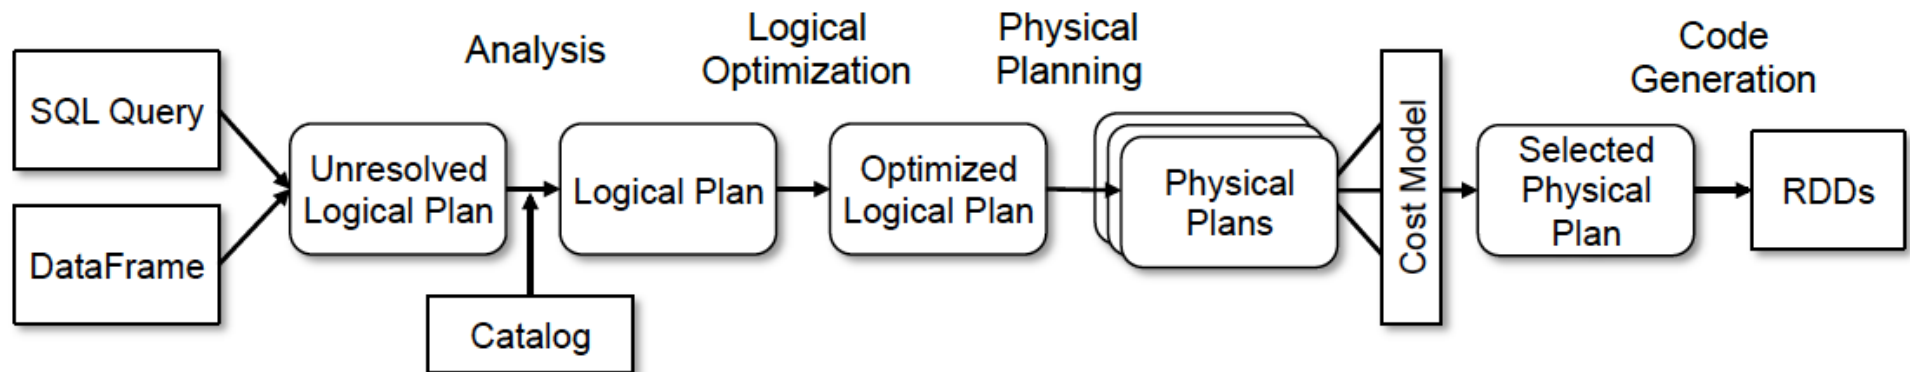 Analysis
Logical
Optimization
Physical
Planning
Code
Generation
SQL Query
DataFrame
Unresolved
Logical Plan
Catalog
Logical Plan
Optimized
Logical Plan
Physical
Plans
Cost Model
Selected
Physical
Plan
RDDs